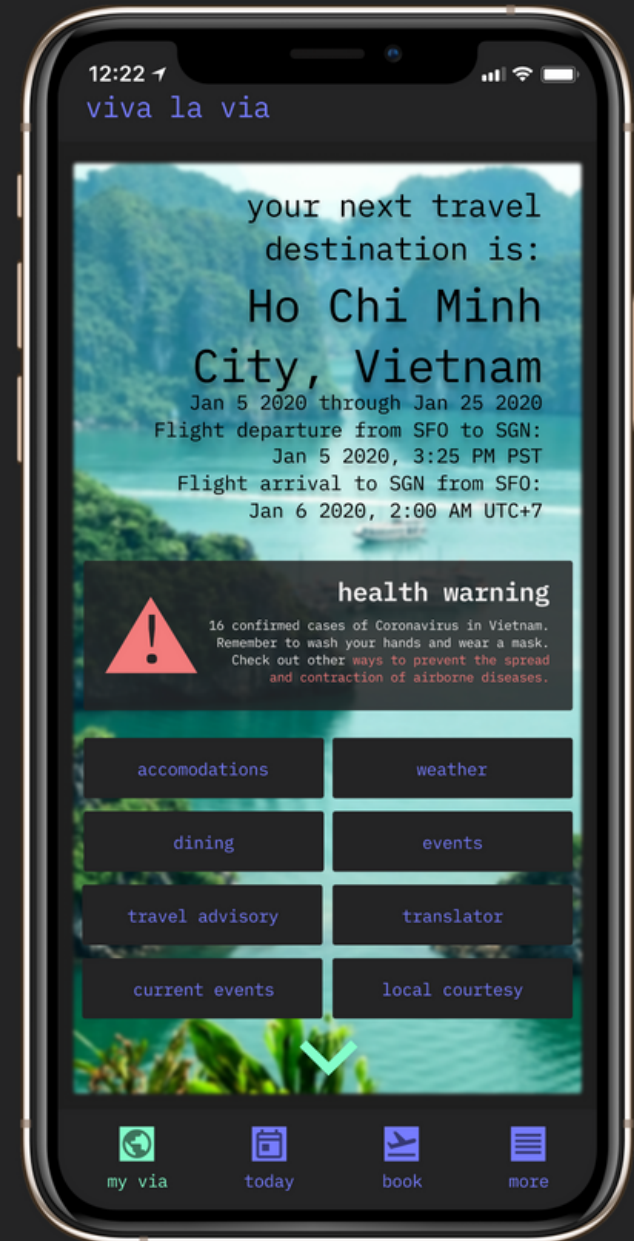 12:22
viva la via
your next travel
destination is:
Ho Chi Minh
City, Vietnam
Jan 5 2020 through Jan 25 2020
Flight departure from SFO to SGN:
Jan 5 2020, 3:25 PM PST
Flight arrival to SGN from SFO:
Jan 6 2020, 2:00 AM UTC+7
health warning
16 confirmed cases of Coronavirus in Vietnam.
Remember to wash your hands and wear a mask.
Check out other ways to prevent the spread
and contraction of airborne diseases.
accomodations
weather
dining
events
travel advisory
translator
current events
local courtesy
my via
today
book
more